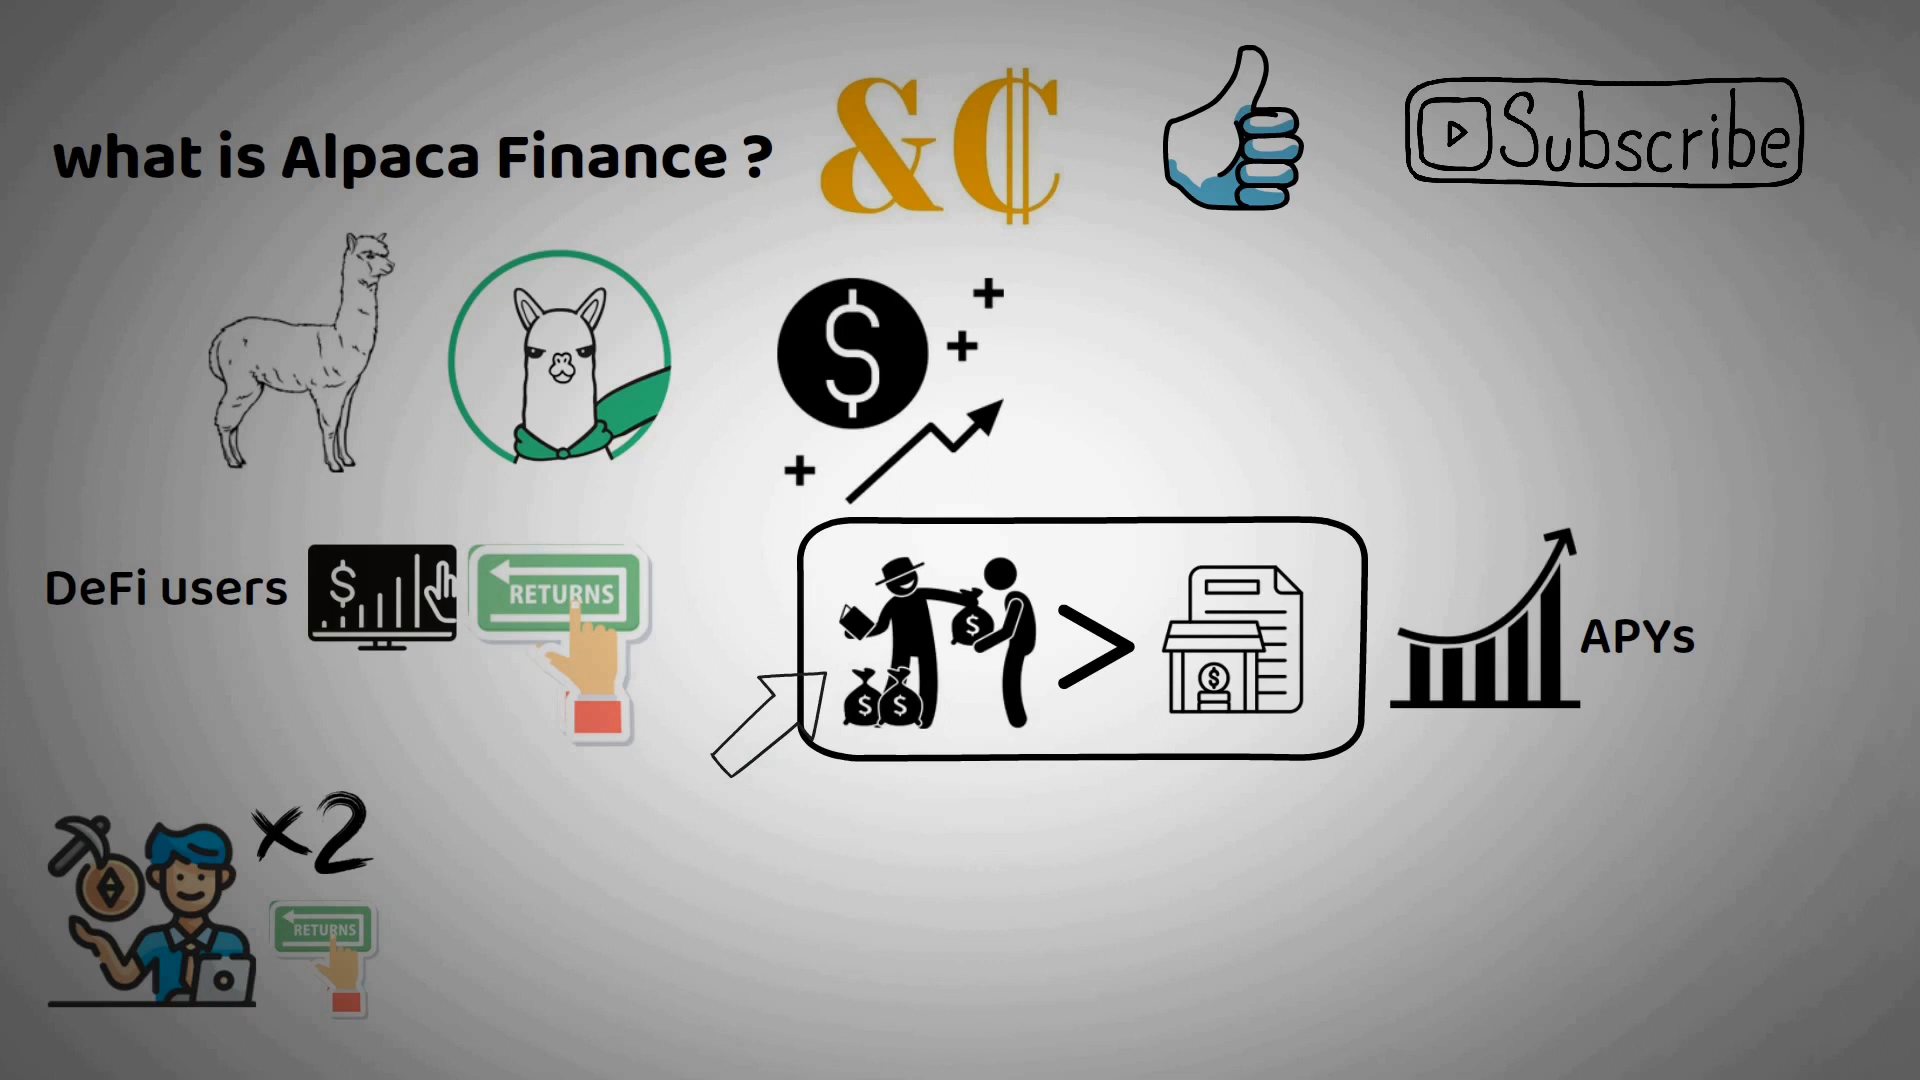 what is Alpaca Finance ?
&₵
Subscribe
$
DeFi users
$
RETURNS
$
$ $
>
$
APYs
×2
RETURNS